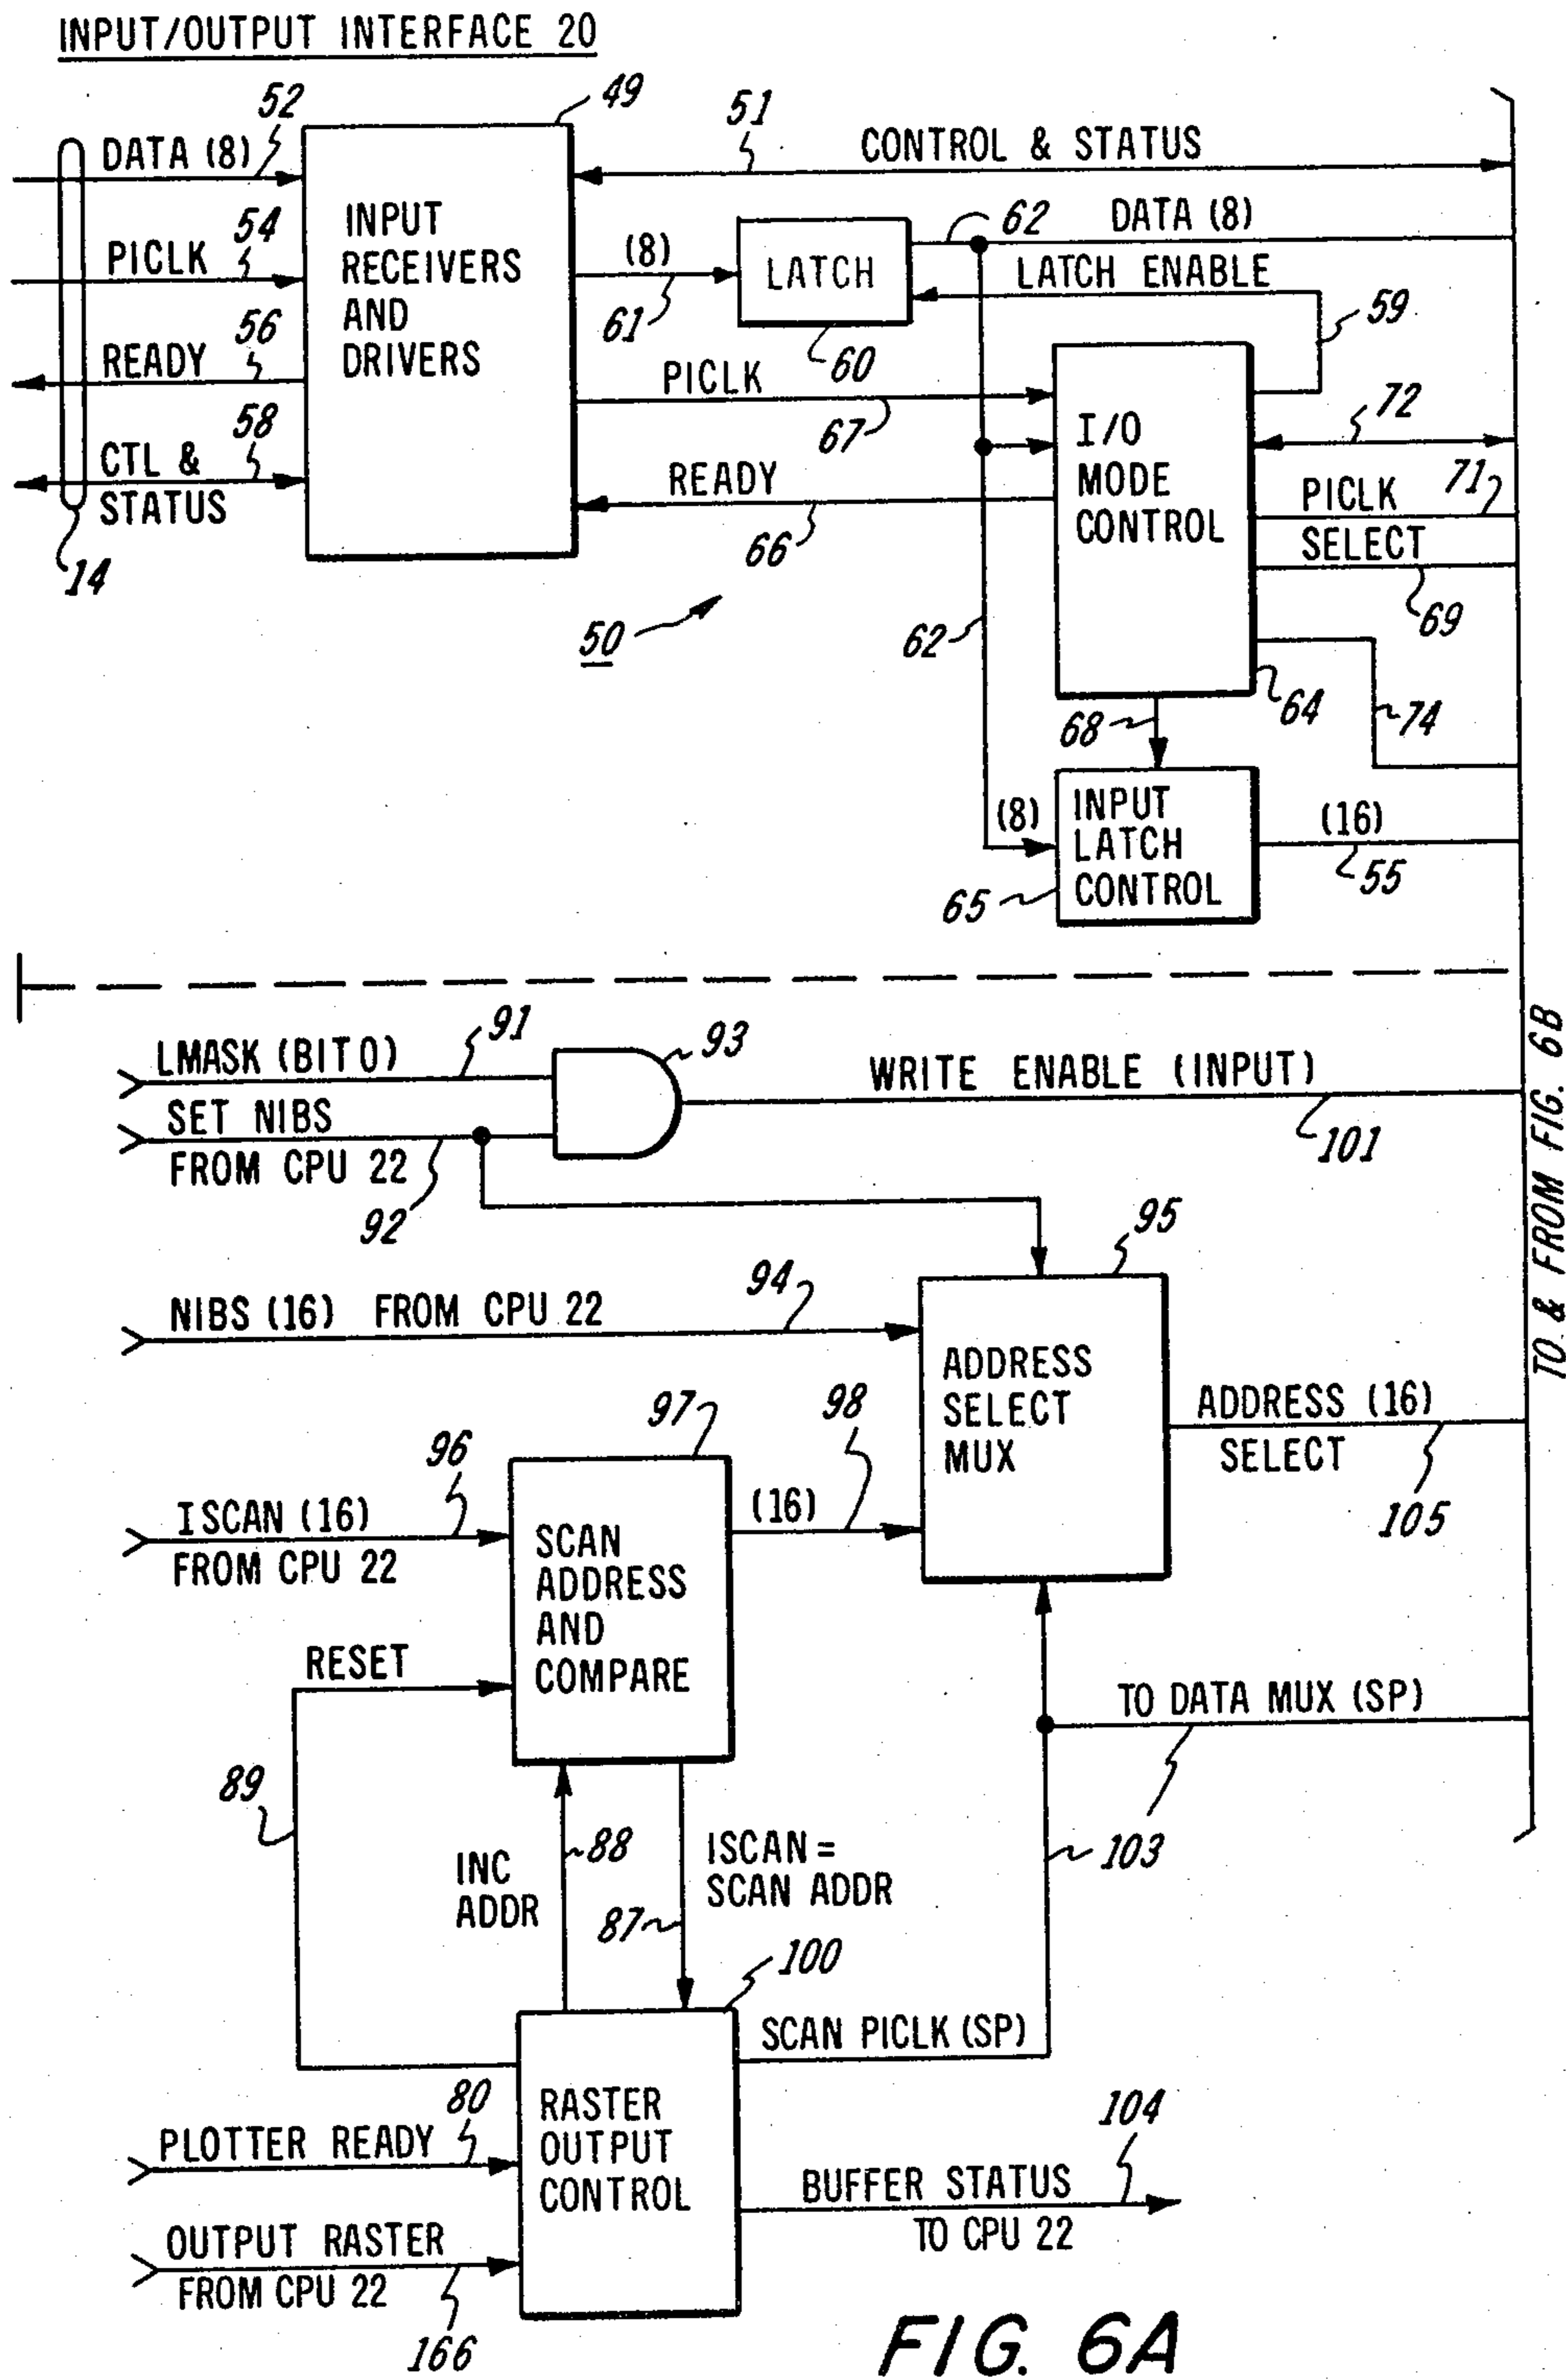 INPUT/OUTPUT INTERFACE 20
52
49
51
DATA (8)
CONTROL & STATUS
54
PICLK
INPUT
RECEIVERS
AND
DRIVERS
(8)
61
LATCH
60
62
DATA (8)
LATCH ENABLE
59
56
READY
PICLK
67
I/O
MODE
CONTROL
72
58
CTL &
STATUS
READY
66
PICLK
71
SELECT
69
14
50
62
64
74
68
(8)
INPUT
LATCH
CONTROL
65
(16)
55
91
LMASK (BIT 0)
93
WRITE ENABLE (INPUT)
101
SET NIBS
FROM CPU 22
92
95
94
NIBS (16) FROM CPU 22
ADDRESS
SELECT
MUX
TO & FROM FIG. 6B
97
98
ADDRESS (16)
SELECT
105
96
ISCAN (16)
FROM CPU 22
(16)
SCAN
ADDRESS
AND
COMPARE
RESET
TO DATA MUX (SP)
89
88
INC
ADDR
ISCAN =
SCAN ADDR
87
103
100
SCAN PICLK (SP)
80
PLOTTER READY
RASTER
OUTPUT
CONTROL
104
BUFFER STATUS
TO CPU 22
OUTPUT RASTER
FROM CPU 22
166
FIG. 6A